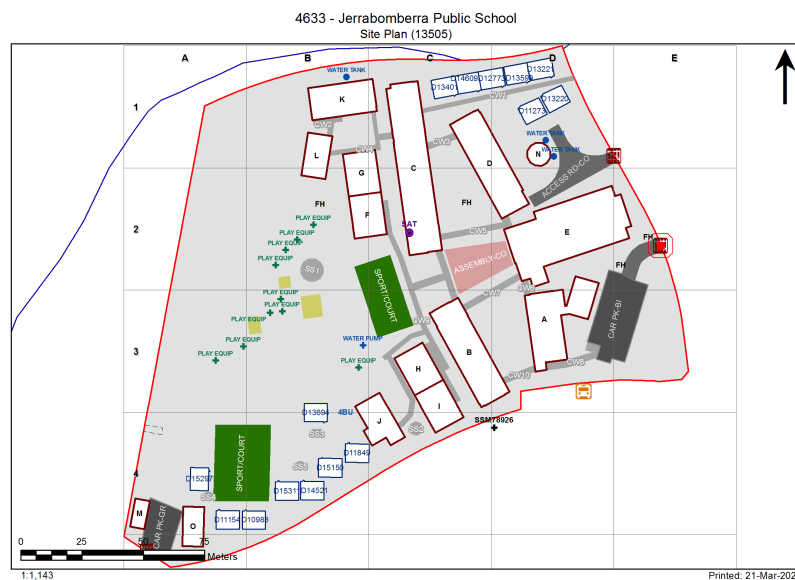 4633 - Jerrabomberra Public School
Site Plan (13505)
A
B
C
D
E
WATER TANK
D13401
D14609
D12773
D13599
D13221
D13220
D11273
CW1
1
K
CW2
L
CW4
CW3
G
C
D
WATER TANK
WATER TANK
N
ACCESS RD-CO
FH
F
FH
SAT
PLAY EQUIP
PLAY EQUIP
PLAY EQUIP
PLAY EQUIP
2
CW5
E
FH
FH
ASSEMBLY-CO
SS1
SPORT/COURT
CW7
PLAY EQUIP
PLAY EQUIP
PLAY EQUIP
A
CAR PK-BI
WATER PUMP
3
PLAY EQUIP
PLAY EQUIP
B
H
CW8
CW10
I
D13694
4BU
J
SS2
SSM78926
SS3
SPORT/COURT
D11849
SS5
D15150
4
D15297
SS4
D15311
D14521
M
CAR PK-GR
O
D11154
D10983
0
25
50
75
Meters
1:1,143
Printed: 21-Mar-202